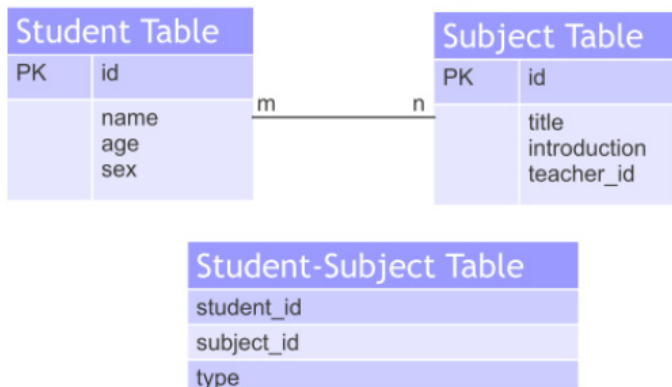 Student Table
PK id
name
age
sex
m n
Subject Table
PK id
title
introduction
teacher_id
Student-Subject Table
student_id
subject_id
type